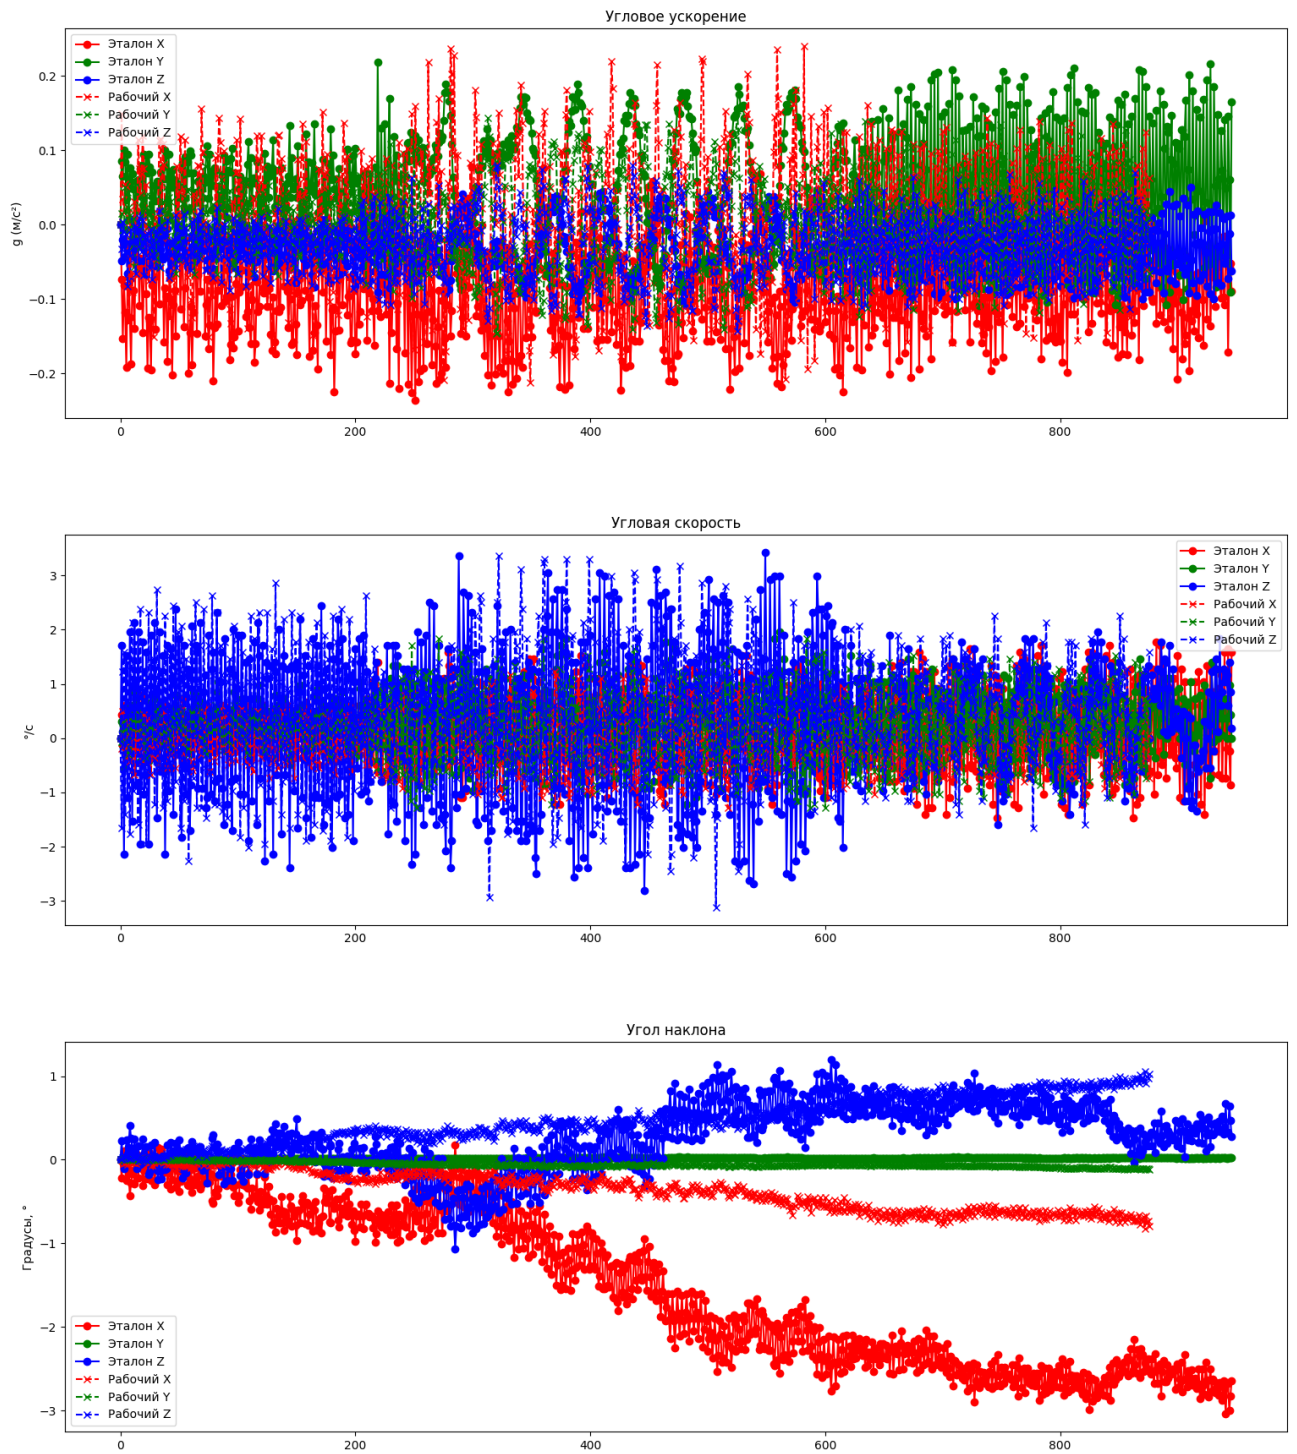 Угловое ускорение
Эталон X
Эталон Y
Эталон Z
Рабочий X
Рабочий Y
Рабочий Z
g (м/с²)
0.2
0.1
0.0
−0.1
−0.2
0
200
400
600
800
Угловая скорость
Эталон X
Эталон Y
Эталон Z
Рабочий X
Рабочий Y
Рабочий Z
°/с
3
2
1
0
−1
−2
−3
0
200
400
600
800
Угол наклона
Градусы, °
1
0
−1
−2
−3
Эталон X
Эталон Y
Эталон Z
Рабочий X
Рабочий Y
Рабочий Z
0
200
400
600
800